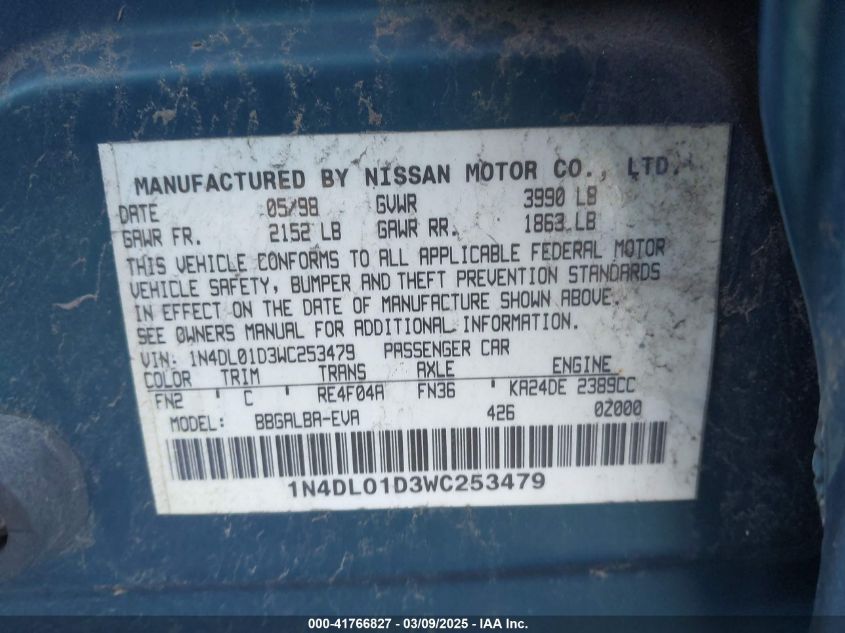 MANUFACTURED BY NISSAN MOTOR CO., LTD.
DATE 05/98 GVWR 3990 LB
GAWR FR. 2152 LB GAWR RR. 1863 LB
THIS VEHICLE CONFORMS TO ALL APPLICABLE FEDERAL MOTOR
VEHICLE SAFETY, BUMPER AND THEFT PREVENTION STANDARDS
IN EFFECT ON THE DATE OF MANUFACTURE SHOWN ABOVE.
SEE OWNERS MANUAL FOR ADDITIONAL INFORMATION.
VIN: 1N4DL01D3WC253479 PASSENGER CAR
COLOR TRIM TRANS AXLE ENGINE
FN2 C RE4F04A FN36 KA24DE 2389CC
MODEL: BBGALBA-EVA 426 0Z000
1N4DL01D3WC253479
000-41766827 - 03/09/2025 - IAA Inc.